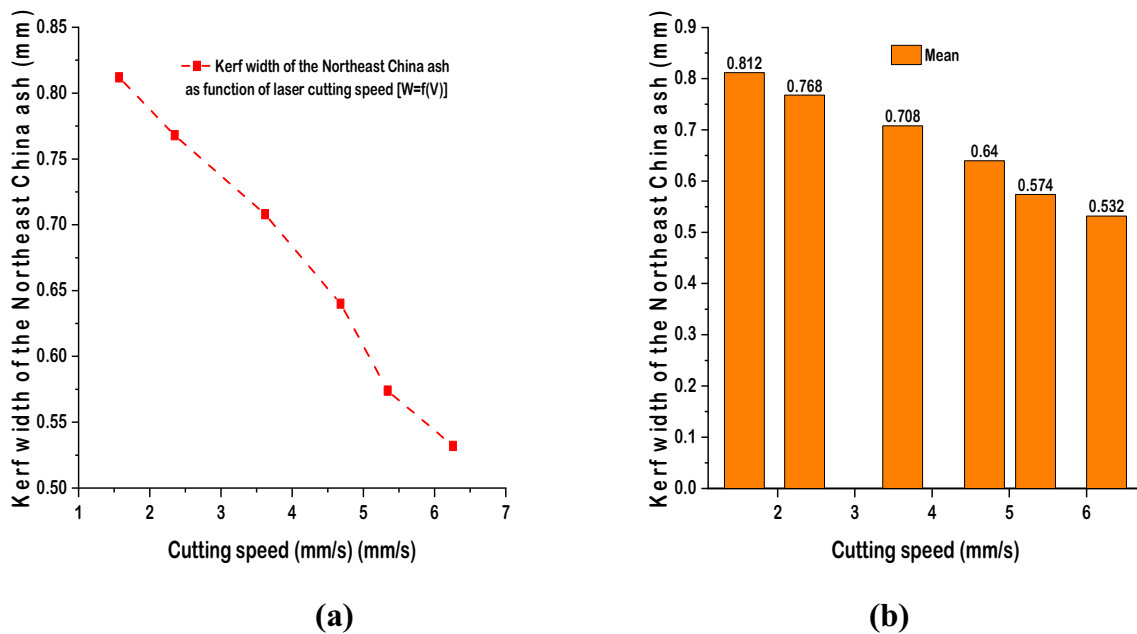 0.85
0.80
0.75
0.70
0.65
0.60
0.55
0.50
Kerf width of the Northeast China ash (mm)
Kerf width of the Northeast China ash
as function of laser cutting speed [W=f(V)]
1 2 3 4 5 6 7
Cutting speed (mm/s) (mm/s)
(a)
0.9
0.8
0.7
0.6
0.5
0.4
0.3
0.2
0.1
0.0
Kerf width of the Northeast China ash (mm)
Mean
0.812
0.768
0.708
0.64
0.574
0.532
2 3 4 5 6
Cutting speed (mm/s)
(b)